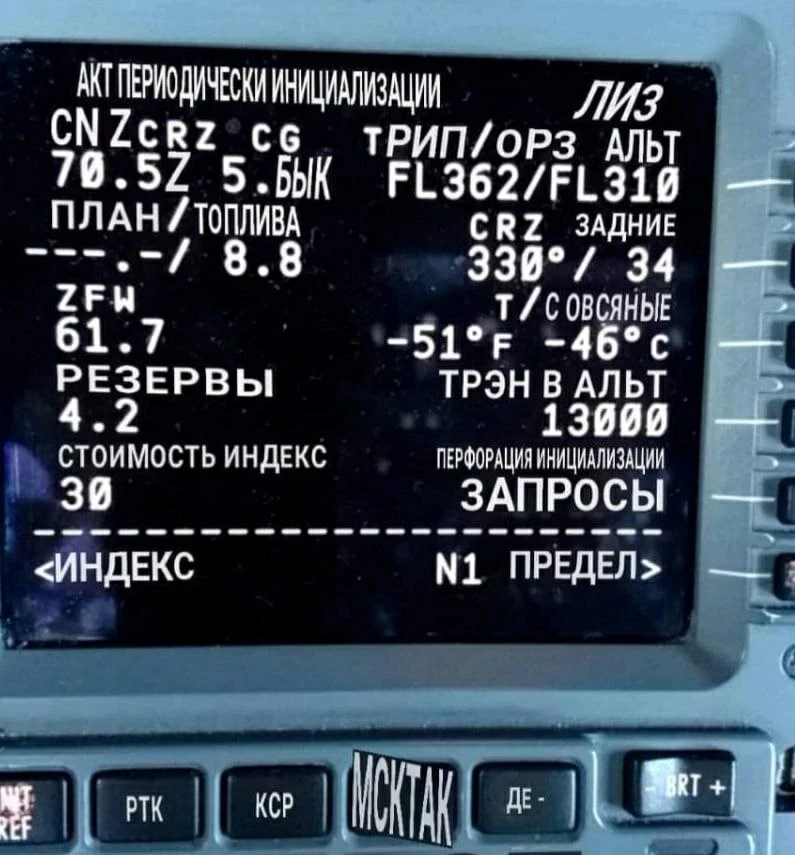 АКТ ПЕРИОДИЧЕСКИ ИНИЦИАЛИЗАЦИИ ЛИЗ
CN ZCRZ CG ТРИП/ОРЗ АЛЬТ
70.5Z 5.БЫК FL362/FL310
ПЛАН/ТОПЛИВА CRZ ЗАДНИЕ
---.-/ 8.8 330°/ 34
ZFW Т/С ОВСЯНЫЕ
61.7 -51°F -46°C
РЕЗЕРВЫ ТРЭН В АЛЬТ
4.2 13000
СТОИМОСТЬ ИНДЕКС ПЕРФОРАЦИЯ ИНИЦИАЛИЗАЦИИ
30 ЗАПРОСЫ
--------------------------------
<ИНДЕКС N1 ПРЕДЕЛ>
REF РТК КСР МСКТАК ДЕ - - BRT +